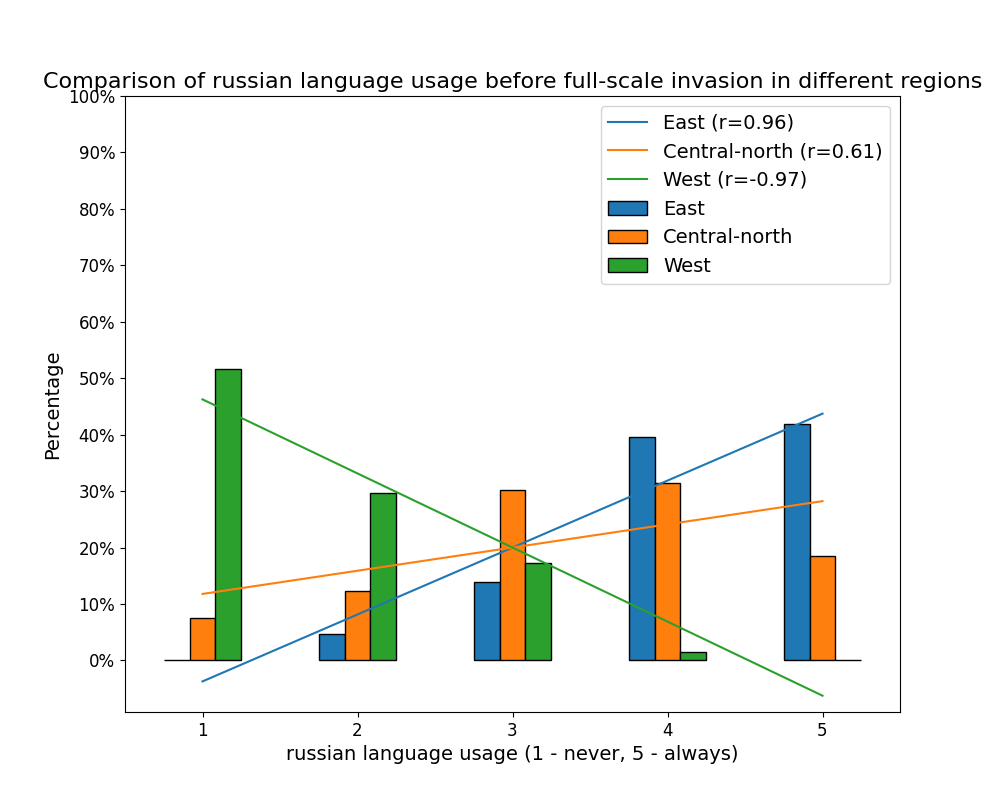 Comparison of russian language usage before full-scale invasion in different regions
100%
90%
80%
70%
60%
50%
40%
30%
20%
10%
0%
Percentage
East (r=0.96)
Central-north (r=0.61)
West (r=-0.97)
East
Central-north
West
1 2 3 4 5
russian language usage (1 - never, 5 - always)